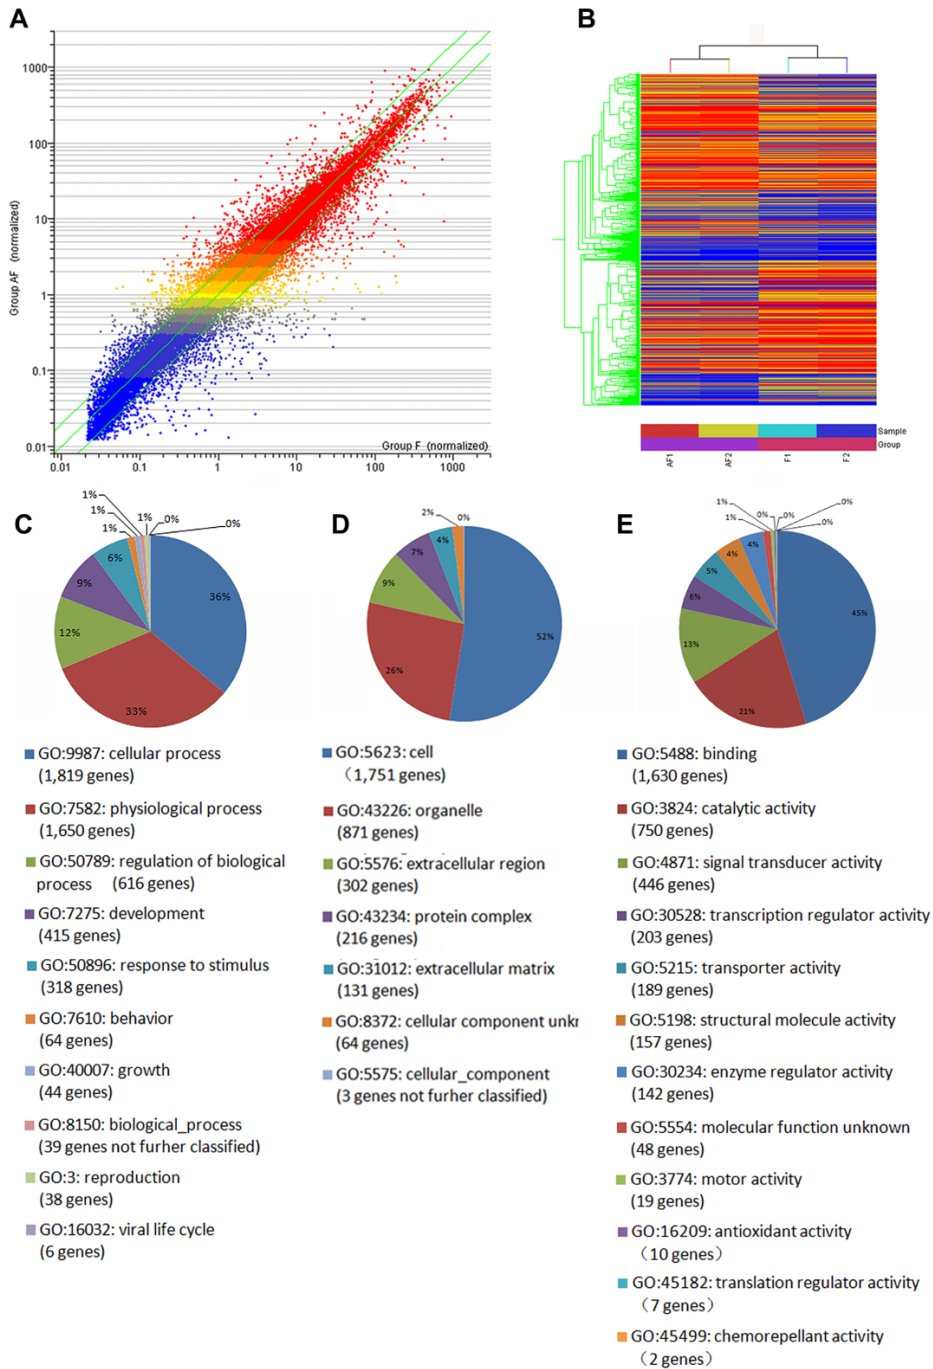 A
1000
100
10
1
0.1
0.01
Group AF (normalized)
Group F (normalized)
0.01
0.1
1
10
100
1000
B
Sample
Group
AF1
AF2
F1
F2
C
1%
1%
1%
1%
0%
0%
6%
9%
12%
33%
36%
GO:9987: cellular process
(1,819 genes)
GO:7582: physiological process
(1,650 genes)
GO:50789: regulation of biological
process (616 genes)
GO:7275: development
(415 genes)
GO:50896: response to stimulus
(318 genes)
GO:7610: behavior
(64 genes)
GO:40007: growth
(44 genes)
GO:8150: biological_process
(39 genes not furher classified)
GO:3: reproduction
(38 genes)
GO:16032: viral life cycle
(6 genes)
D
2%
0%
4%
7%
9%
26%
52%
GO:5623: cell
(1,751 genes)
GO:43226: organelle
(871 genes)
GO:5576: extracellular region
(302 genes)
GO:43234: protein complex
(216 genes)
GO:31012: extracellular matrix
(131 genes)
GO:8372: cellular component unkn
(64 genes)
GO:5575: cellular_component
(3 genes not furher classified)
E
1%
1%
0%
0%
0%
0%
4%
4%
5%
6%
13%
21%
45%
GO:5488: binding
(1,630 genes)
GO:3824: catalytic activity
(750 genes)
GO:4871: signal transducer activity
(446 genes)
GO:30528: transcription regulator activity
(203 genes)
GO:5215: transporter activity
(189 genes)
GO:5198: structural molecule activity
(157 genes)
GO:30234: enzyme regulator activity
(142 genes)
GO:5554: molecular function unknown
(48 genes)
GO:3774: motor activity
(19 genes)
GO:16209: antioxidant activity
(10 genes)
GO:45182: translation regulator activity
(7 genes)
GO:45499: chemorepellant activity
(2 genes)